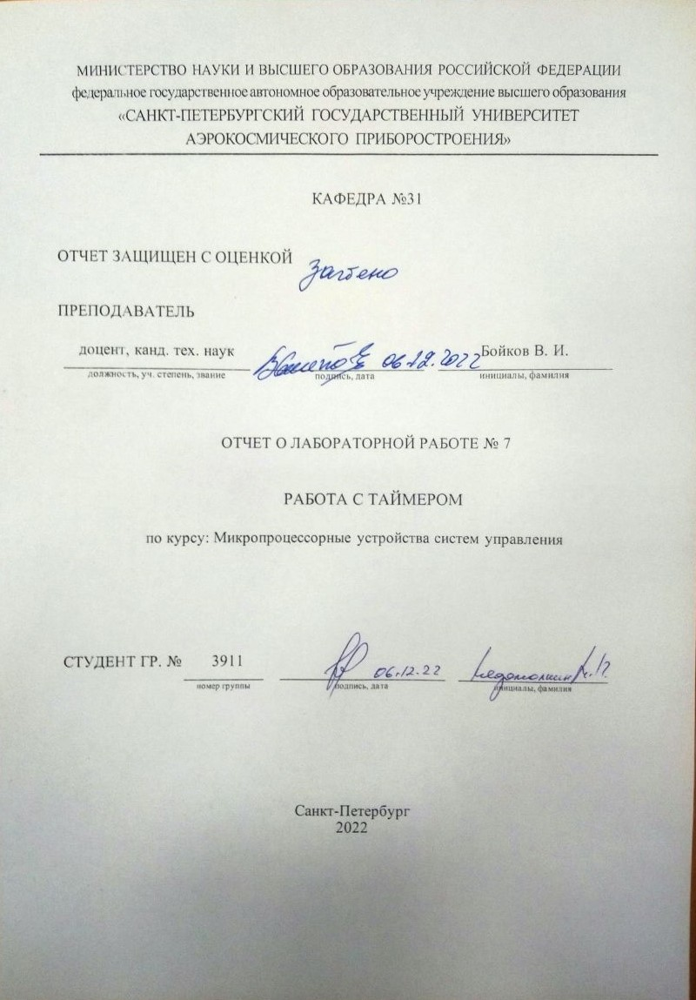 МИНИСТЕРСТВО НАУКИ И ВЫСШЕГО ОБРАЗОВАНИЯ РОССИЙСКОЙ ФЕДЕРАЦИИ
федеральное государственное автономное образовательное учреждение высшего образования
«САНКТ-ПЕТЕРБУРГСКИЙ ГОСУДАРСТВЕННЫЙ УНИВЕРСИТЕТ
АЭРОКОСМИЧЕСКОГО ПРИБОРОСТРОЕНИЯ»
КАФЕДРА №31
ОТЧЕТ ЗАЩИЩЕН С ОЦЕНКОЙ
Зачтено
ПРЕПОДАВАТЕЛЬ
доцент, канд. тех. наук 06.12.2022 Бойков В. И.
должность, уч. степень, звание подпись, дата инициалы, фамилия
ОТЧЕТ О ЛАБОРАТОРНОЙ РАБОТЕ № 7
РАБОТА С ТАЙМЕРОМ
по курсу: Микропроцессорные устройства систем управления
СТУДЕНТ ГР. № 3911 06.12.22
номер группы подпись, дата инициалы, фамилия
Санкт-Петербург
2022